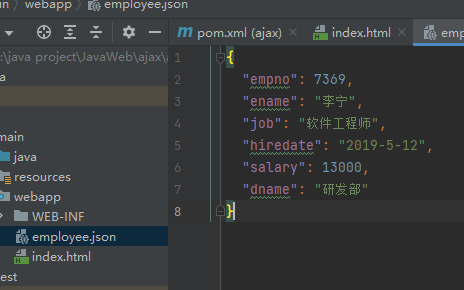 in › webapp › employee.json
pom.xml (ajax) × index.html ×
:\java project\JavaWeb\ajax\a
main
java
resources
webapp
WEB-INF
employee.json
index.html
est
1 {
2 "empno": 7369,
3 "ename": "李宁",
4 "job": "软件工程师",
5 "hiredate": "2019-5-12",
6 "salary": 13000,
7 "dname": "研发部"
8 }